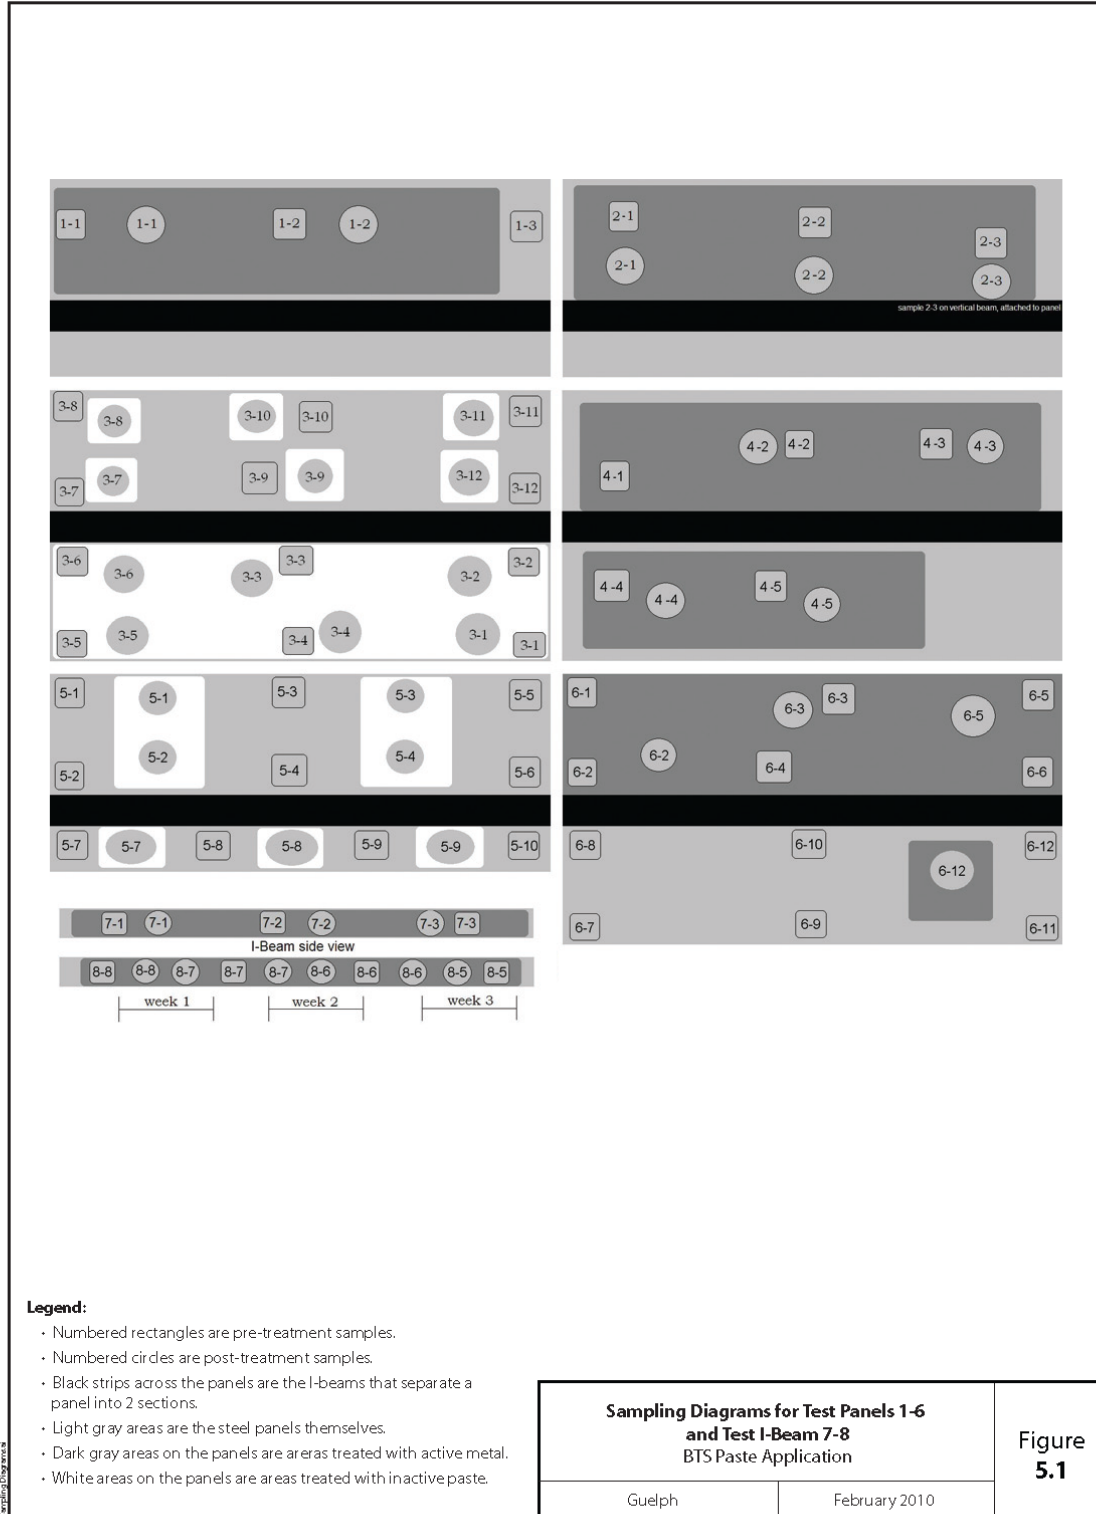 1-1 1-1 1-2 1-2 1-3
2-1 2-2 2-3
2-1 2-2 2-3
sample 2-3 on vertical beam, attached to panel
3-8 3-8 3-10 3-10 3-11 3-11
3-7 3-7 3-9 3-9 3-12 3-12
3-6 3-6 3-3 3-3 3-2 3-2
3-5 3-5 3-4 3-4 3-1 3-1
4-2 4-2 4-3 4-3
4-1
4-4 4-4 4-5 4-5
5-1 5-1 5-3 5-3 5-5
5-2 5-2 5-4 5-4 5-6
5-7 5-7 5-8 5-8 5-9 5-9 5-10
6-1 6-3 6-3 6-5 6-5
6-2 6-2 6-4 6-6
6-8 6-10 6-12 6-12
6-7 6-9 6-11
7-1 7-1 7-2 7-2 7-3 7-3
I-Beam side view
8-8 8-8 8-7 8-7 8-7 8-6 8-6 8-6 8-5 8-5
week 1 week 2 week 3
Legend:
• Numbered rectangles are pre-treatment samples.
• Numbered circles are post-treatment samples.
• Black strips across the panels are the I-beams that separate a
panel into 2 sections.
• Light gray areas are the steel panels themselves.
• Dark gray areas on the panels are areras treated with active metal.
• White areas on the panels are areas treated with inactive paste.
Sampling Diagrams for Test Panels 1-6
and Test I-Beam 7-8
BTS Paste Application
Guelph
February 2010
Figure
5.1